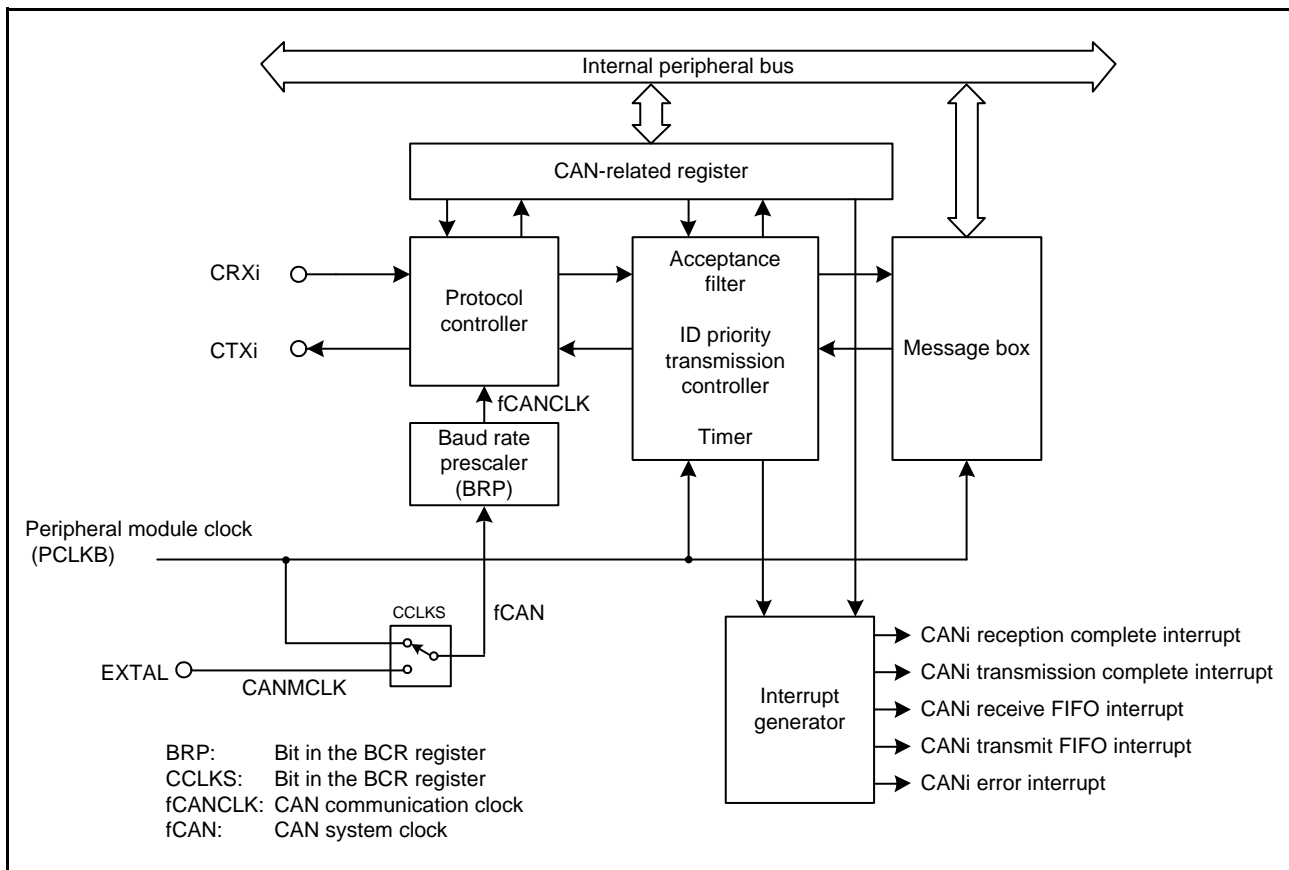 Internal peripheral bus
CAN-related register
CRXi
CTXi
Protocol
controller
Acceptance
filter
ID priority
transmission
controller
Timer
Message box
fCANCLK
Baud rate
prescaler
(BRP)
Peripheral module clock
(PCLKB)
CCLKS
fCAN
EXTAL
CANMCLK
Interrupt
generator
CANi reception complete interrupt
CANi transmission complete interrupt
CANi receive FIFO interrupt
CANi transmit FIFO interrupt
CANi error interrupt
BRP: Bit in the BCR register
CCLKS: Bit in the BCR register
fCANCLK: CAN communication clock
fCAN: CAN system clock